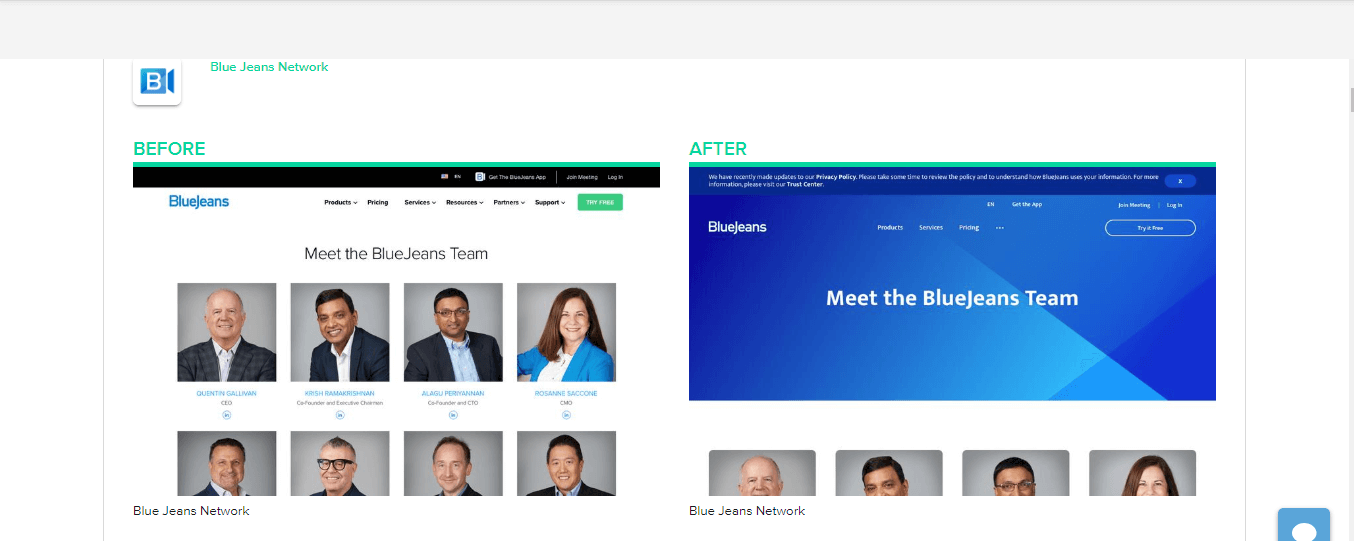 B
Blue Jeans Network
BEFORE
EN
B
Get The BlueJeans App
Join Meeting
Log In
BlueJeans
Products
Pricing
Services
Resources
Partners
Support
TRY FREE
Meet the BlueJeans Team
QUENTIN GALLIVAN
CEO
in
KRISH RAMAKRISHNAN
Co-Founder and Executive Chairman
in
ALAGU PERIYANNAN
Co-Founder and CTO
in
ROSANNE SACCONE
CMO
in
Blue Jeans Network
AFTER
We have recently made updates to our Privacy Policy. Please take some time to review the policy and to understand how BlueJeans uses your information. For more
information, please visit our Trust Center.
X
EN
Get the App
Join Meeting | Log In
BlueJeans
Products
Services
Pricing
•••
Try it Free
Meet the BlueJeans Team
Blue Jeans Network